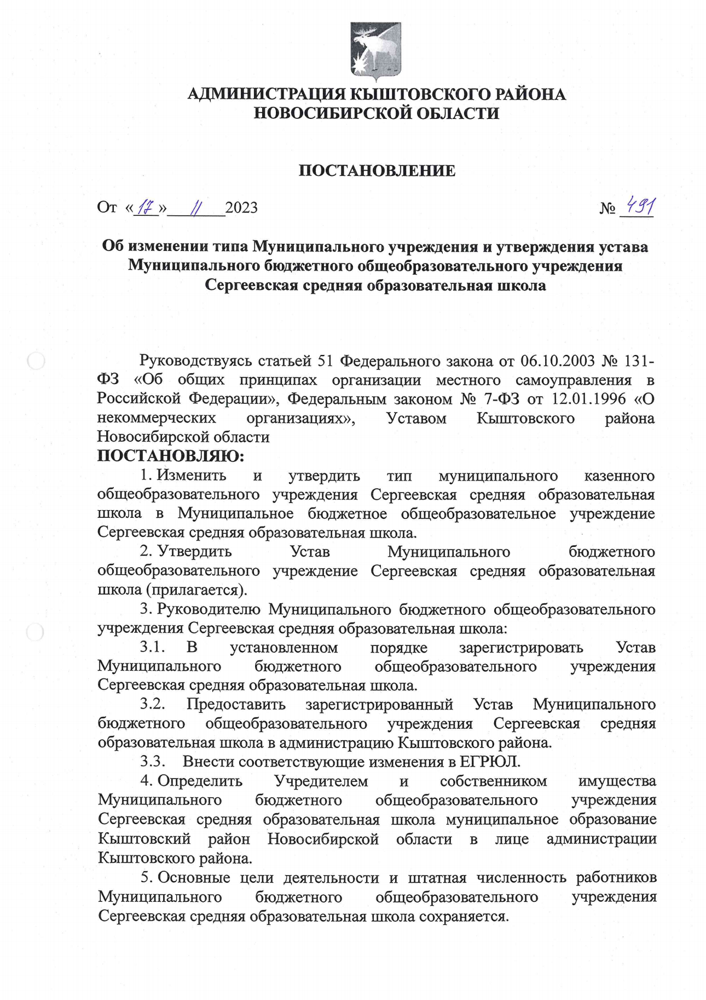 АДМИНИСТРАЦИЯ КЫШТОВСКОГО РАЙОНА
НОВОСИБИРСКОЙ ОБЛАСТИ
ПОСТАНОВЛЕНИЕ
От «17» 11 2023 № 491
Об изменении типа Муниципального учреждения и утверждения устава
Муниципального бюджетного общеобразовательного учреждения
Сергеевская средняя образовательная школа
Руководствуясь статьей 51 Федерального закона от 06.10.2003 № 131-
ФЗ «Об общих принципах организации местного самоуправления в
Российской Федерации», Федеральным законом № 7-ФЗ от 12.01.1996 «О
некоммерческих организациях», Уставом Кыштовского района
Новосибирской области
ПОСТАНОВЛЯЮ:
1. Изменить и утвердить тип муниципального казенного
общеобразовательного учреждения Сергеевская средняя образовательная
школа в Муниципальное бюджетное общеобразовательное учреждение
Сергеевская средняя образовательная школа.
2. Утвердить Устав Муниципального бюджетного
общеобразовательного учреждение Сергеевская средняя образовательная
школа (прилагается).
3. Руководителю Муниципального бюджетного общеобразовательного
учреждения Сергеевская средняя образовательная школа:
3.1. В установленном порядке зарегистрировать Устав
Муниципального бюджетного общеобразовательного учреждения
Сергеевская средняя образовательная школа.
3.2. Предоставить зарегистрированный Устав Муниципального
бюджетного общеобразовательного учреждения Сергеевская средняя
образовательная школа в администрацию Кыштовского района.
3.3. Внести соответствующие изменения в ЕГРЮЛ.
4. Определить Учредителем и собственником имущества
Муниципального бюджетного общеобразовательного учреждения
Сергеевская средняя образовательная школа муниципальное образование
Кыштовский район Новосибирской области в лице администрации
Кыштовского района.
5. Основные цели деятельности и штатная численность работников
Муниципального бюджетного общеобразовательного учреждения
Сергеевская средняя образовательная школа сохраняется.